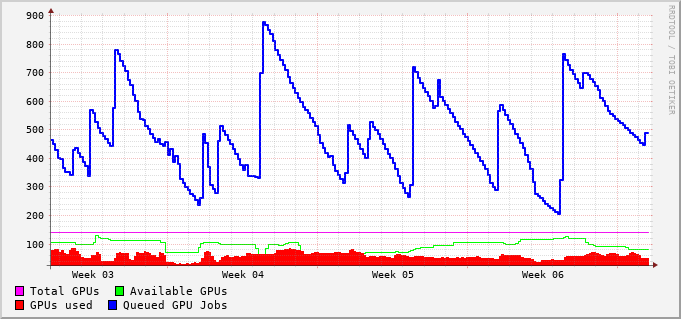 900
800
700
600
500
400
300
200
100
Week 03 Week 04 Week 05 Week 06
Total GPUs Available GPUs
GPUs used Queued GPU Jobs
RRDTOOL / TOBI OETIKER